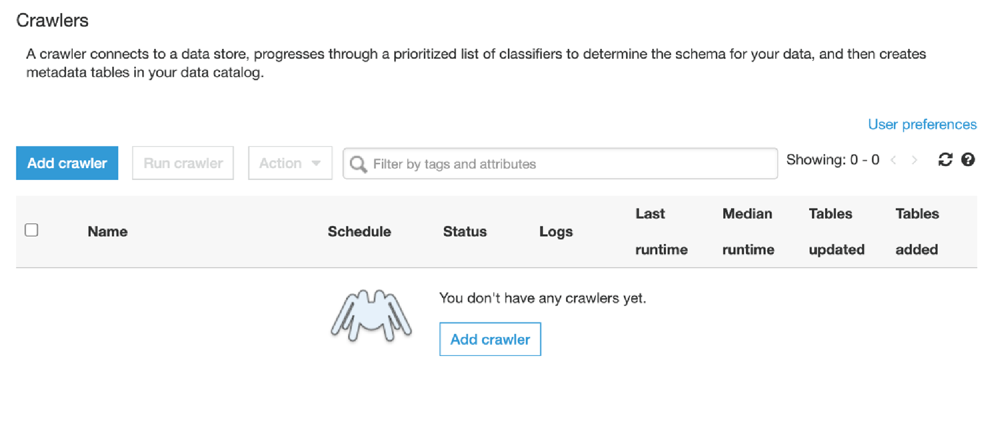 Crawlers
A crawler connects to a data store, progresses through a prioritized list of classifiers to determine the schema for your data, and then creates
metadata tables in your data catalog.
User preferences
Add crawler
Run crawler
Action
Filter by tags and attributes
Showing: 0 - 0
Name
Schedule
Status
Logs
Last
runtime
Median
runtime
Tables
updated
Tables
added
You don't have any crawlers yet.
Add crawler